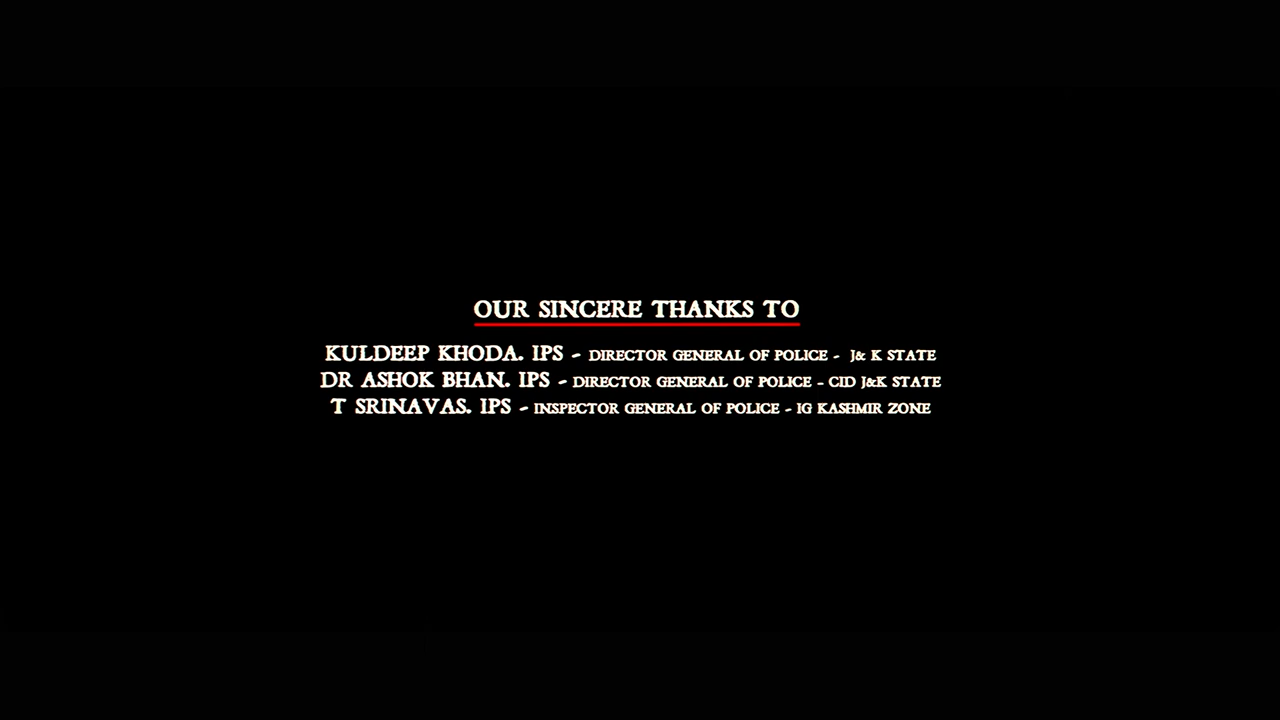 OUR SINCERE THANKS TO
KULDEEP KHODA. IPS - DIRECTOR GENERAL OF POLICE - J& K STATE
DR ASHOK BHAN. IPS - DIRECTOR GENERAL OF POLICE - CID J&K STATE
T SRINAVAS. IPS - INSPECTOR GENERAL OF POLICE - IG KASHMIR ZONE